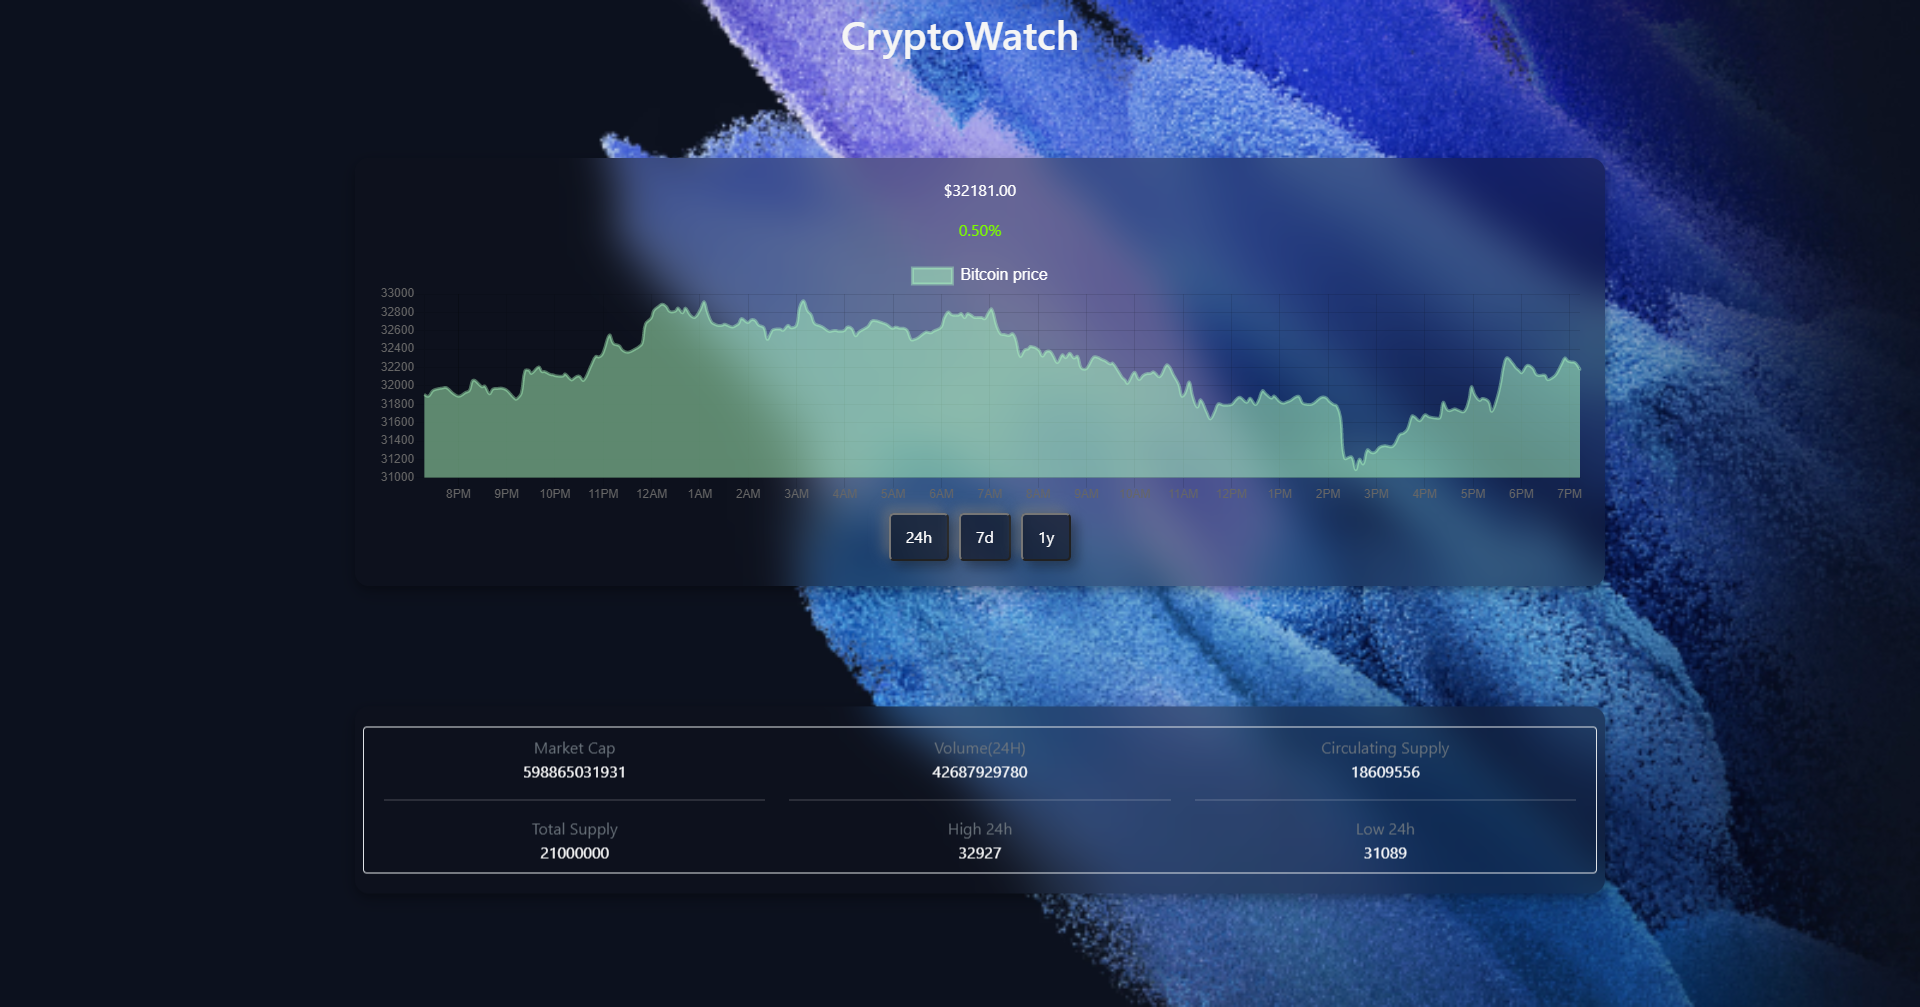 CryptoWatch
$32181.00
0.50%
Bitcoin price
33000
32800
32600
32400
32200
32000
31800
31600
31400
31200
31000
8PM 9PM 10PM 11PM 12AM 1AM 2AM 3AM 4AM 5AM 6AM 7AM 8AM 9AM 10AM 11AM 12PM 1PM 2PM 3PM 4PM 5PM 6PM 7PM
24h 7d 1y
Market Cap Volume(24H) Circulating Supply
598865031931 42687929780 18609556
Total Supply High 24h Low 24h
21000000 32927 31089